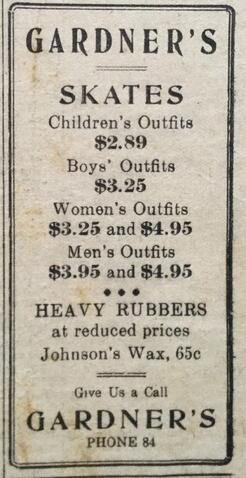 GARDNER'S
SKATES
Children's Outfits
$2.89
Boys' Outfits
$3.25
Women's Outfits
$3.25 and $4.95
Men's Outfits
$3.95 and $4.95
• • •
HEAVY RUBBERS
at reduced prices
Johnson's Wax, 65c
Give Us a Call
GARDNER'S
PHONE 84